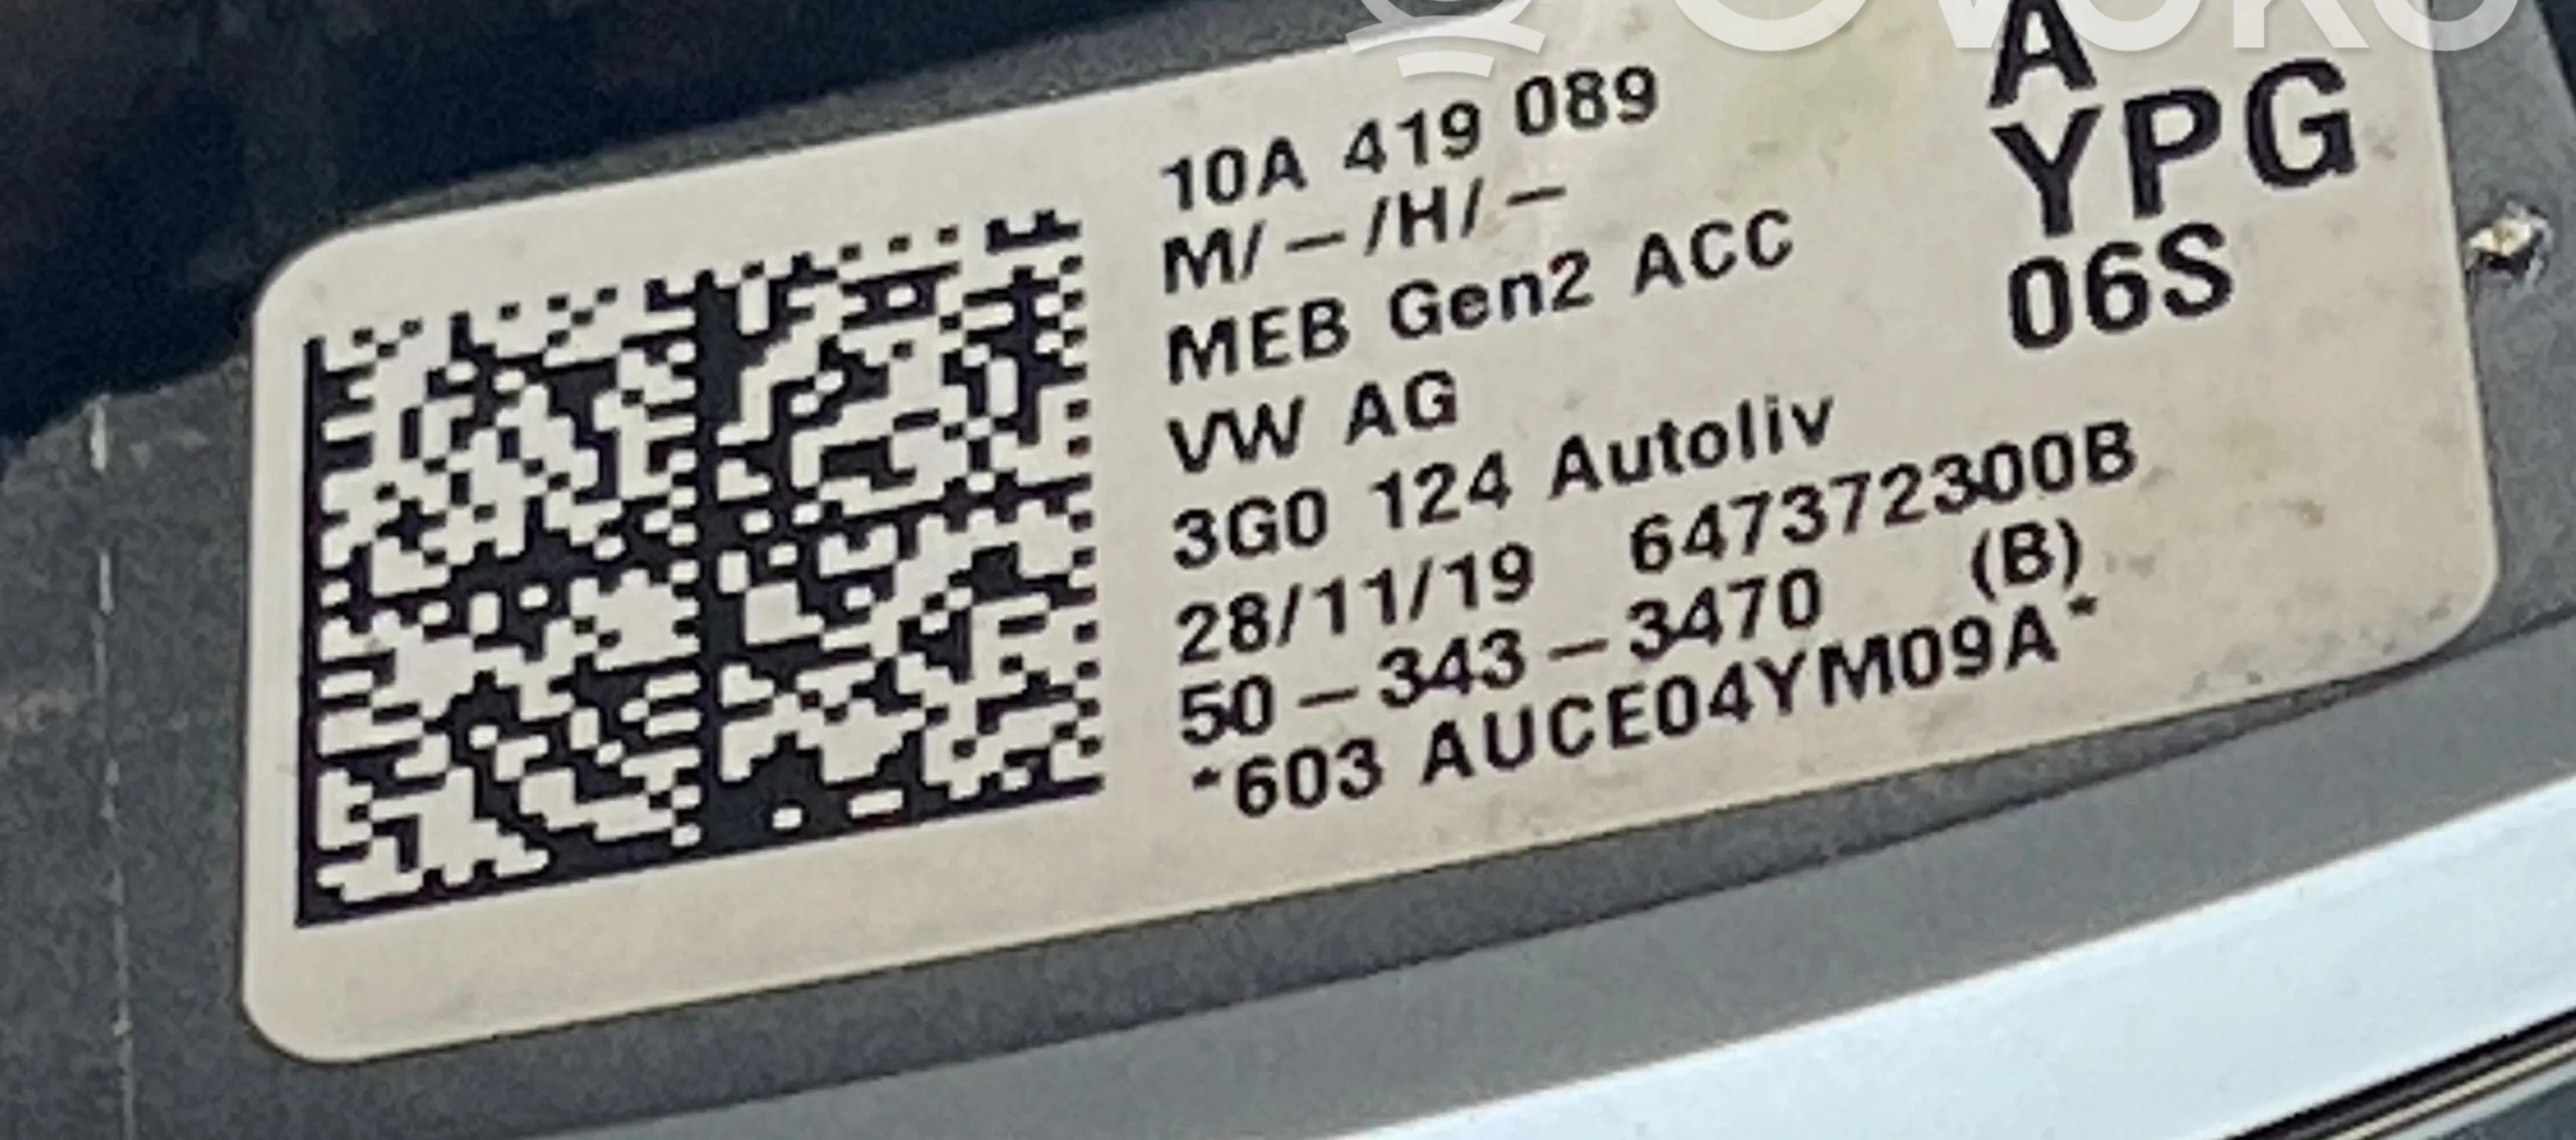 10A 419 089
A
M/-/H/-
YPG
MEB Gen2 ACC
06S
VW AG
3G0 124 Autoliv
28/11/19 647372300B
50-343-3470 (B)
*603 AUCE04YM09A*